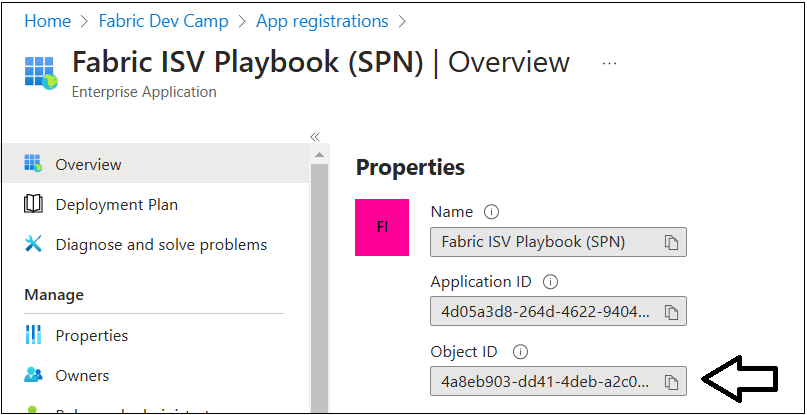 Home > Fabric Dev Camp > App registrations >
Fabric ISV Playbook (SPN) | Overview ...
Enterprise Application
Overview
Deployment Plan
Diagnose and solve problems
Manage
Properties
Owners
Properties
FI
Name
Fabric ISV Playbook (SPN)
Application ID
4d05a3d8-264d-4622-9404...
Object ID
4a8eb903-dd41-4deb-a2c0...